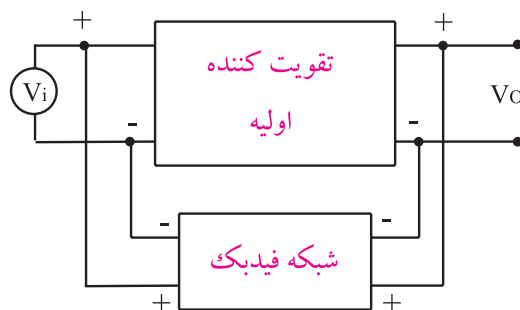 + +
تقویت کننده
اولیه
Vi
VO
- -
- -
شبکه فیدبک
+ +